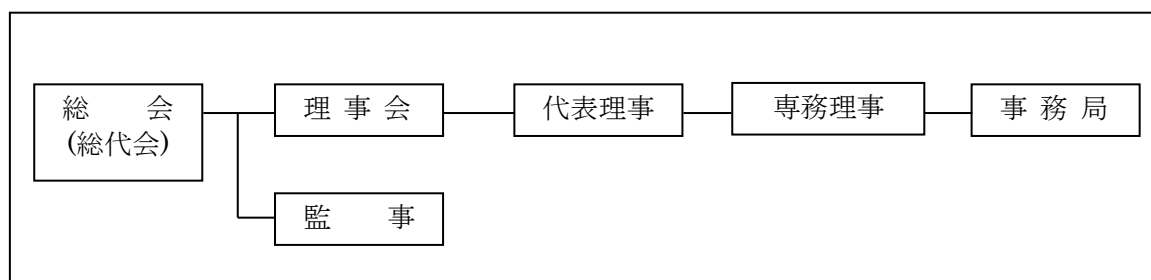 総　　会
(総代会)
理 事 会
代表理事
専務理事
事 務 局
監　　事